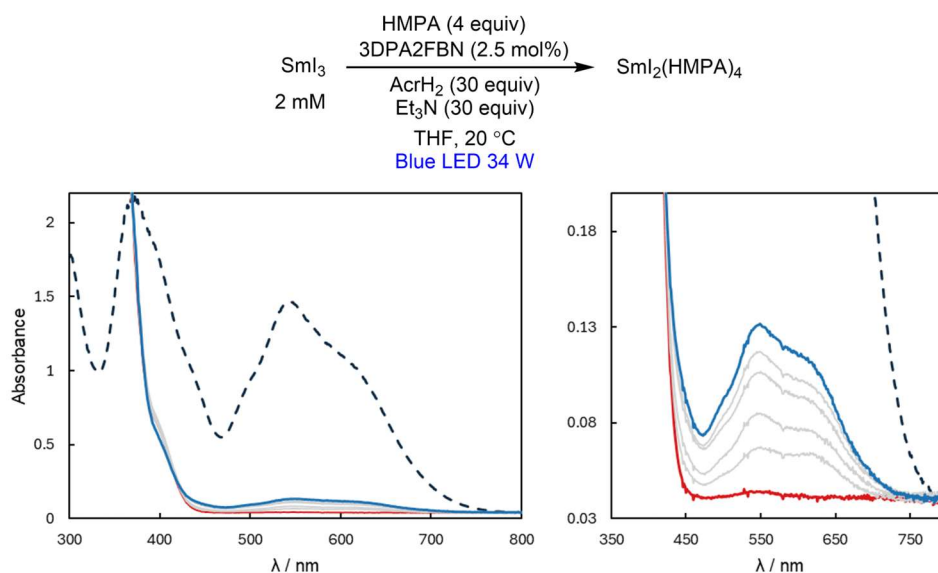 HMPA (4 equiv)
3DPA2FBN (2.5 mol%)
SmI₃
SmI₂(HMPA)₄
2 mM
AcrH₂ (30 equiv)
Et₃N (30 equiv)
THF, 20 °C
Blue LED 34 W
2
1.5
1
0.5
0
Absorbance
300 400 500 600 700 800
λ / nm
0.18
0.13
0.08
0.03
350 450 550 650 750
λ / nm